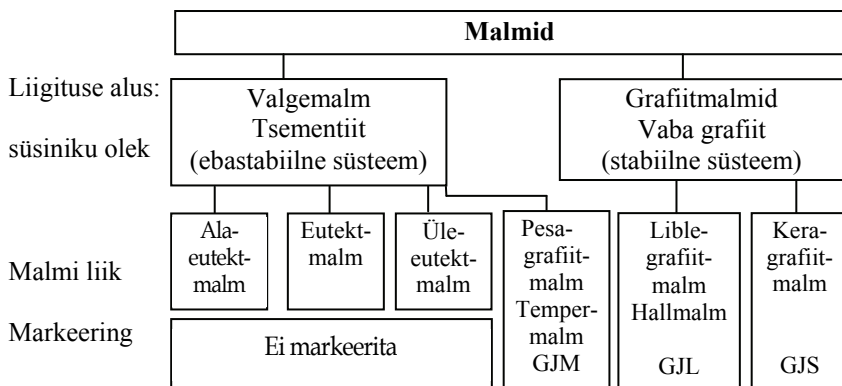 Malmid
Liigituse alus:
süsiniku olek
Valgemalm
Tsementiit
(ebastabiilne süsteem)
Grafiitmalmid
Vaba grafiit
(stabiilne süsteem)
Malmi liik
Ala-
eutekt-
malm
Eutekt-
malm
Üle-
eutekt-
malm
Pesa-
grafiit-
malm
Temper-
malm
GJM
Lible-
grafiit-
malm
Hallmalm
GJL
Kera-
grafiit-
malm
GJS
Markeering
Ei markeerita